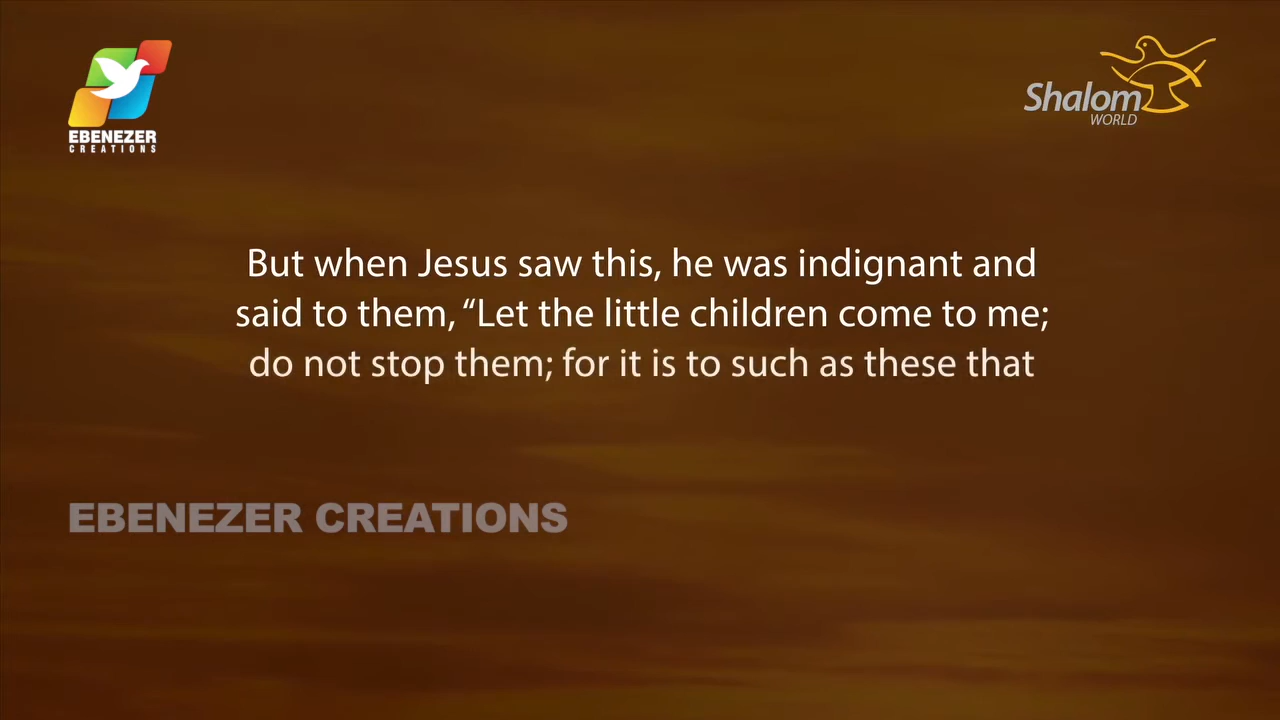 EBENEZER
CREATIONS
Shalom
WORLD
But when Jesus saw this, he was indignant and
said to them, “Let the little children come to me;
do not stop them; for it is to such as these that
EBENEZER CREATIONS